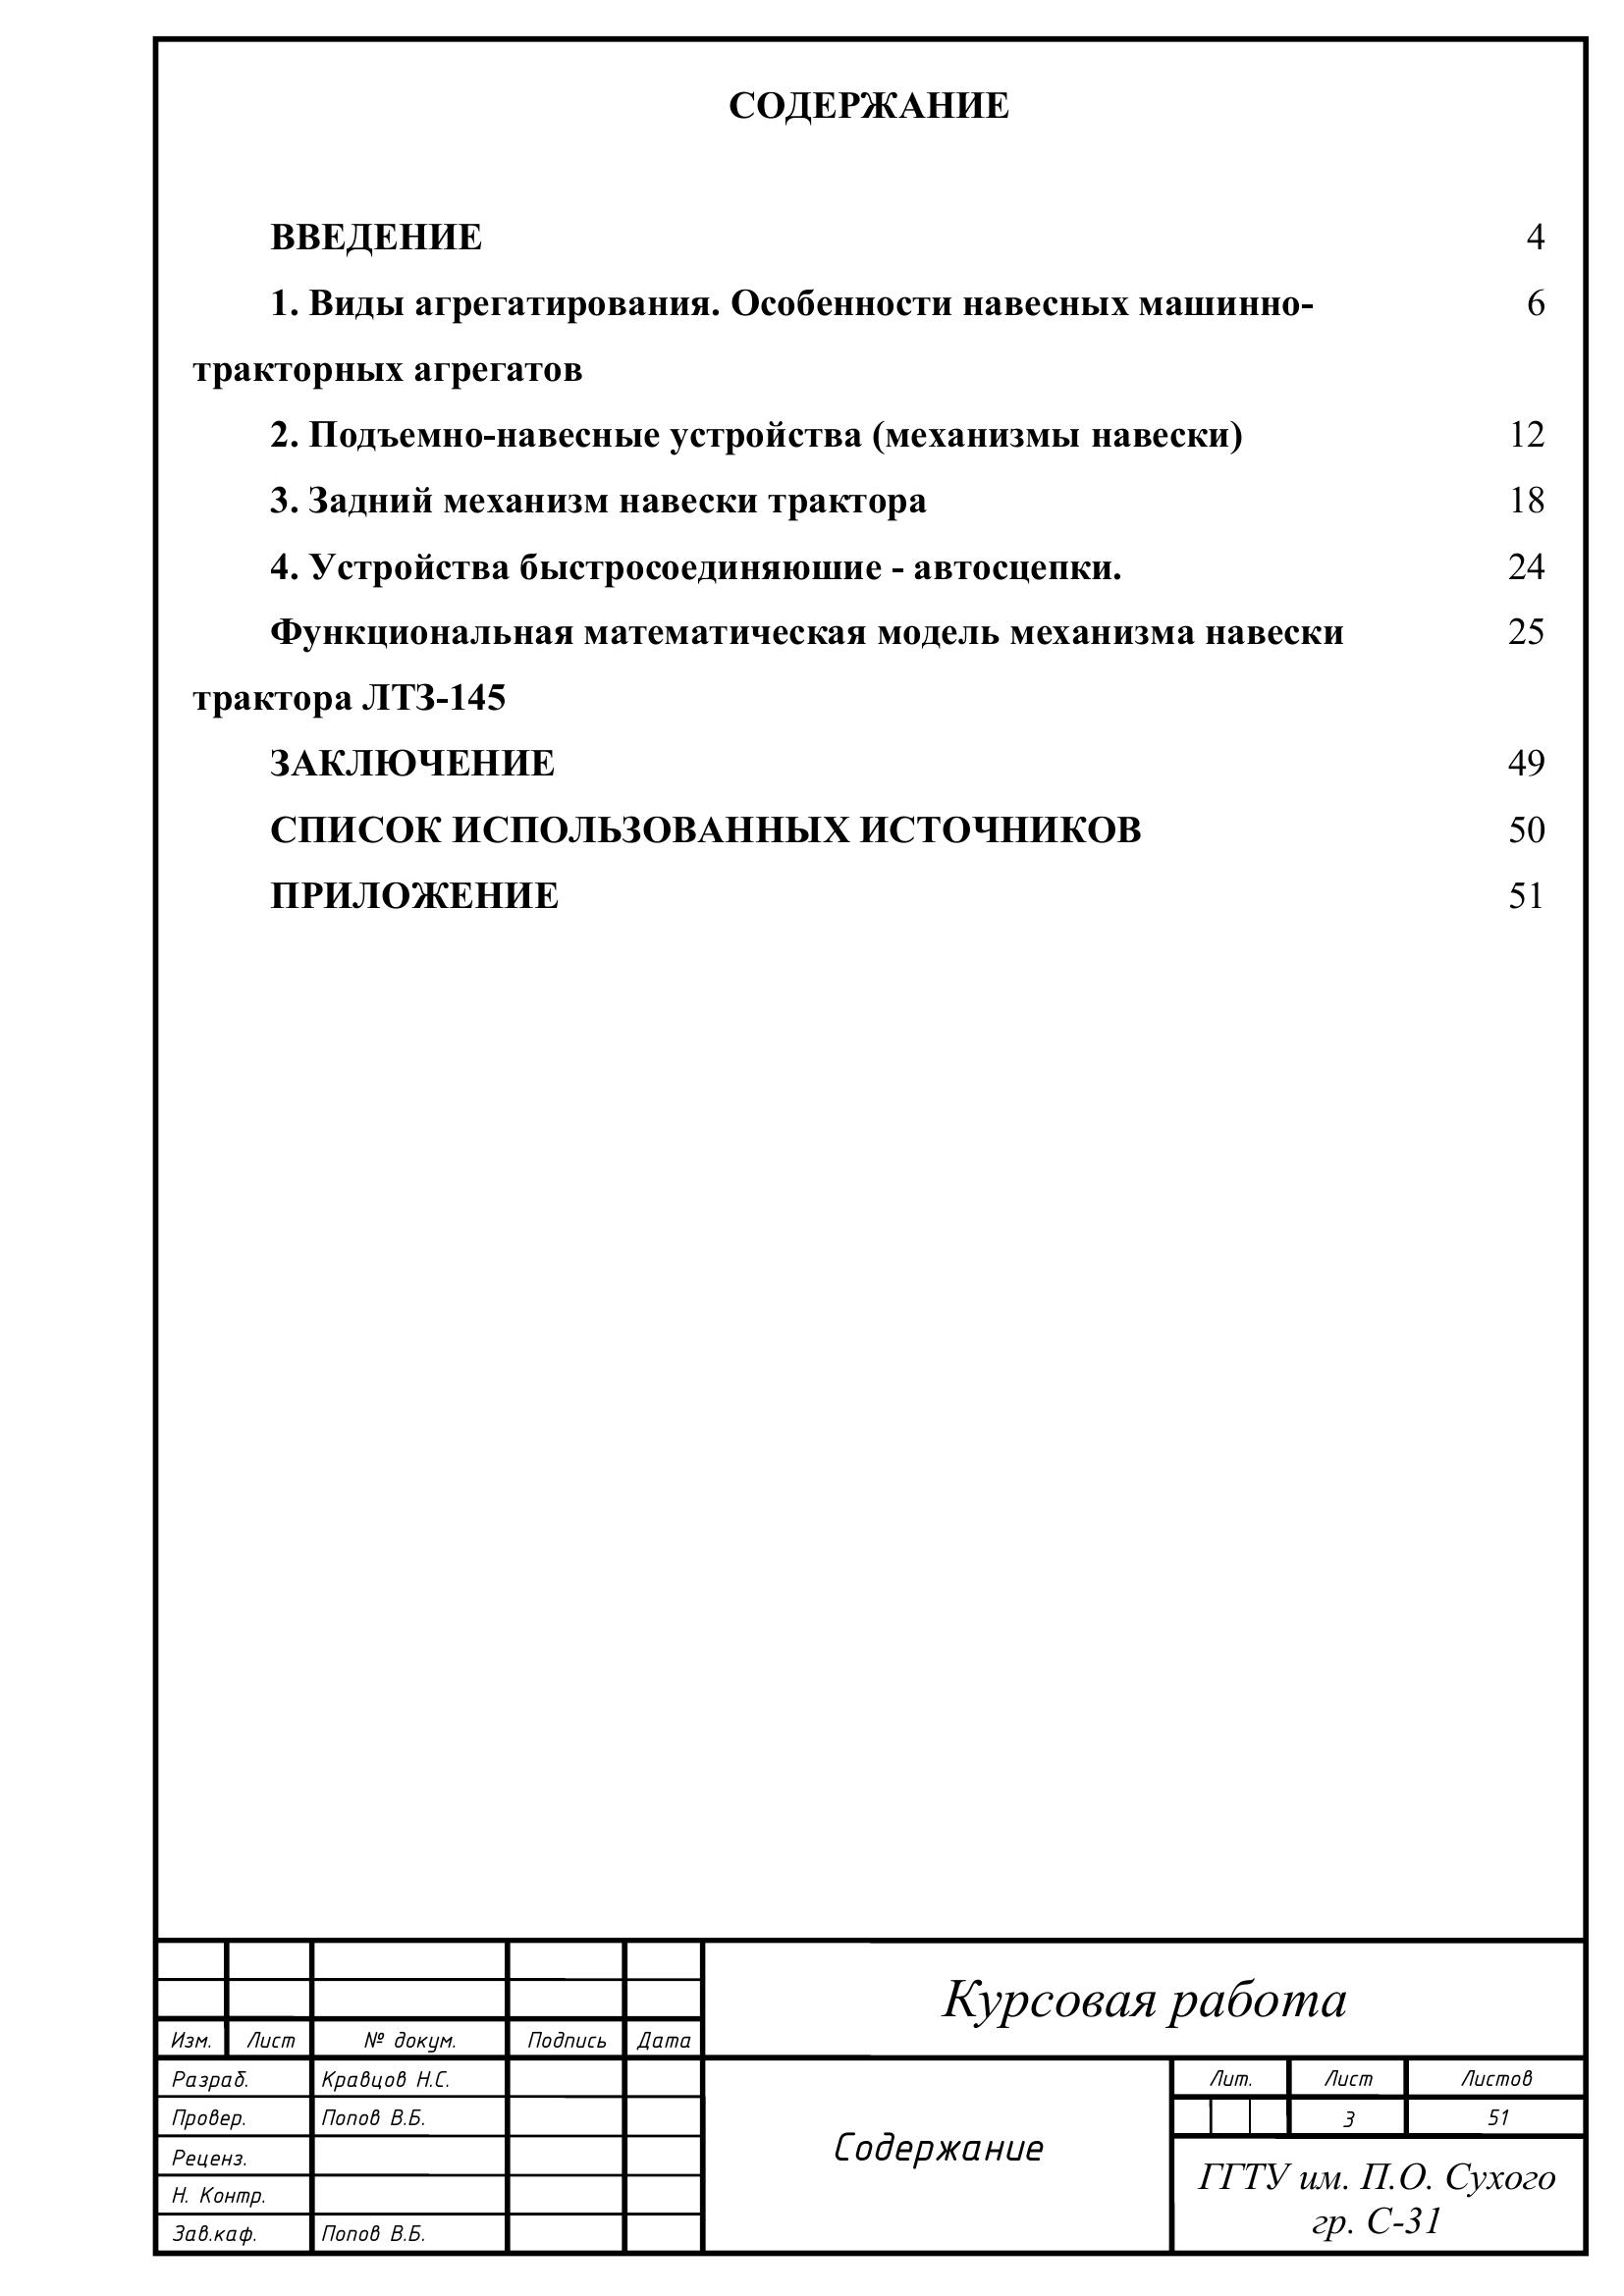 СОДЕРЖАНИЕ
ВВЕДЕНИЕ 4
1. Виды агрегатирования. Особенности навесных машинно- 6
тракторных агрегатов
2. Подъемно-навесные устройства (механизмы навески) 12
3. Задний механизм навески трактора 18
4. Устройства быстросоединяюшие - автосцепки. 24
Функциональная математическая модель механизма навески 25
трактора ЛТЗ-145
ЗАКЛЮЧЕНИЕ 49
СПИСОК ИСПОЛЬЗОВАННЫХ ИСТОЧНИКОВ 50
ПРИЛОЖЕНИЕ 51
Курсовая работа
Изм. Лист № докум. Подпись Дата
Разраб. Кравцов Н.С.
Провер. Попов В.Б.
Реценз.
Н. Контр.
Зав.каф. Попов В.Б.
Содержание
Лит. Лист Листов
3 51
ГГТУ им. П.О. Сухого
гр. С-31